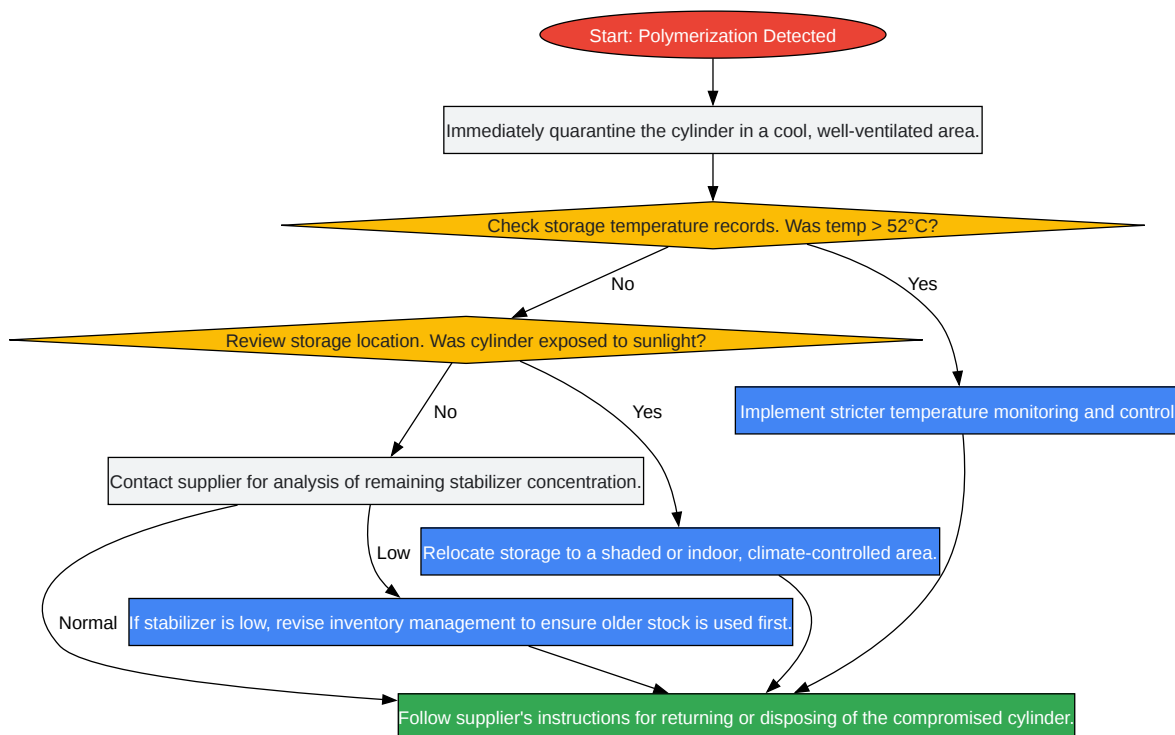 Start: Polymerization Detected
Immediately quarantine the cylinder in a cool, well-ventilated area.
Check storage temperature records. Was temp > 52°C?
No
Yes
Review storage location. Was cylinder exposed to sunlight?
No
Yes
Implement stricter temperature monitoring and control
Contact supplier for analysis of remaining stabilizer concentration.
Low
Relocate storage to a shaded or indoor, climate-controlled area.
Normal
If stabilizer is low, revise inventory management to ensure older stock is used first.
Follow supplier's instructions for returning or disposing of the compromised cylinder.